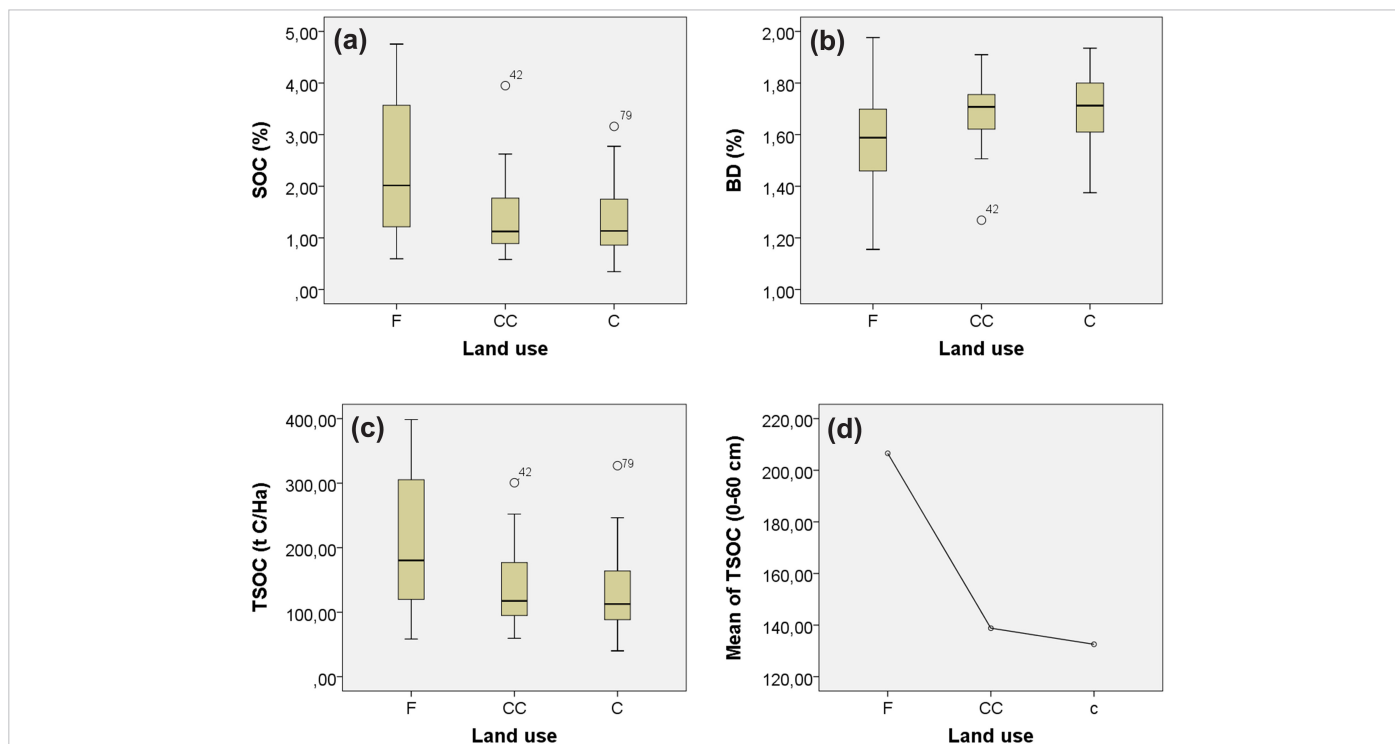 (a)
SOC (%)
5,00
4,00
3,00
2,00
1,00
,00
42
79
F CC C
Land use
(b)
BD (%)
2,00
1,80
1,60
1,40
1,20
1,00
42
F CC C
Land use
(c)
TSOC (t C/Ha)
400,00
300,00
200,00
100,00
,00
42
79
F CC C
Land use
(d)
Mean of TSOC (0-60 cm)
220,00
200,00
180,00
160,00
140,00
120,00
F CC c
Land use